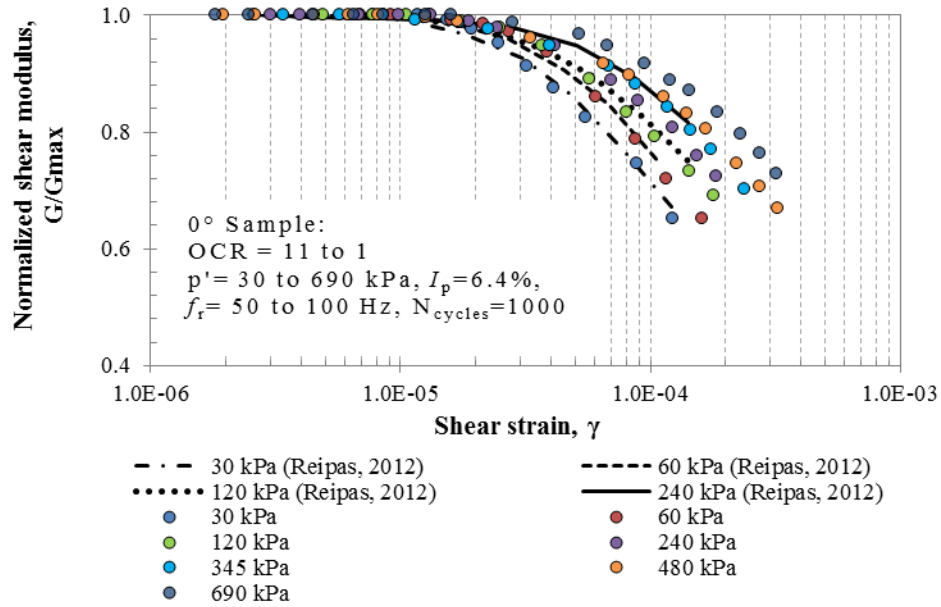 Normalized shear modulus,
G/Gmax
1.0
0.8
0.6
0.4
0° Sample:
OCR = 11 to 1
p'= 30 to 690 kPa, Ip=6.4%,
fr= 50 to 100 Hz, Ncycles=1000
1.0E-06 1.0E-05 1.0E-04 1.0E-03
Shear strain, γ
30 kPa (Reipas, 2012) 60 kPa (Reipas, 2012)
120 kPa (Reipas, 2012) 240 kPa (Reipas, 2012)
30 kPa 60 kPa
120 kPa 240 kPa
345 kPa 480 kPa
690 kPa